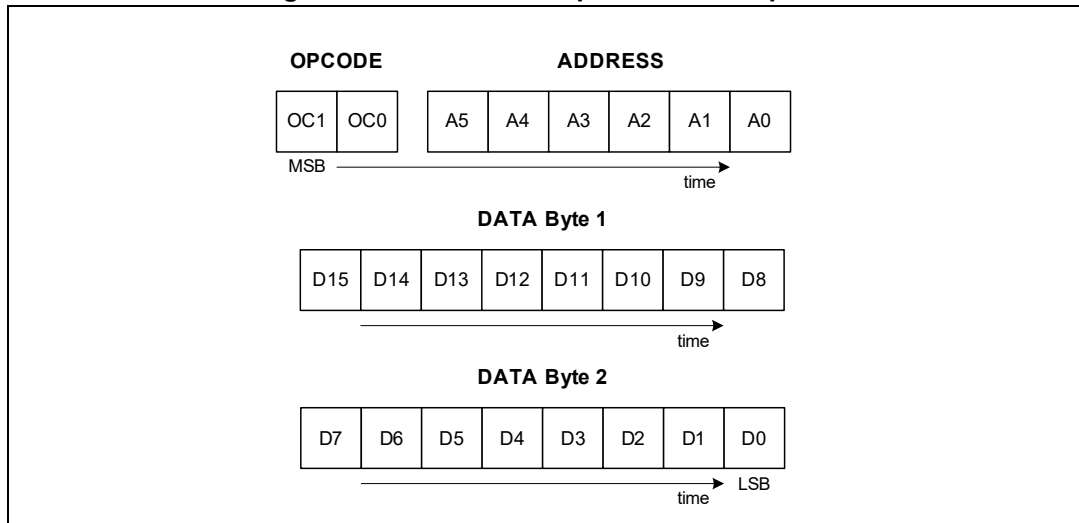 OPCODE ADDRESS
OC1 OC0 A5 A4 A3 A2 A1 A0
MSB time
DATA Byte 1
D15 D14 D13 D12 D11 D10 D9 D8
time
DATA Byte 2
D7 D6 D5 D4 D3 D2 D1 D0
time LSB